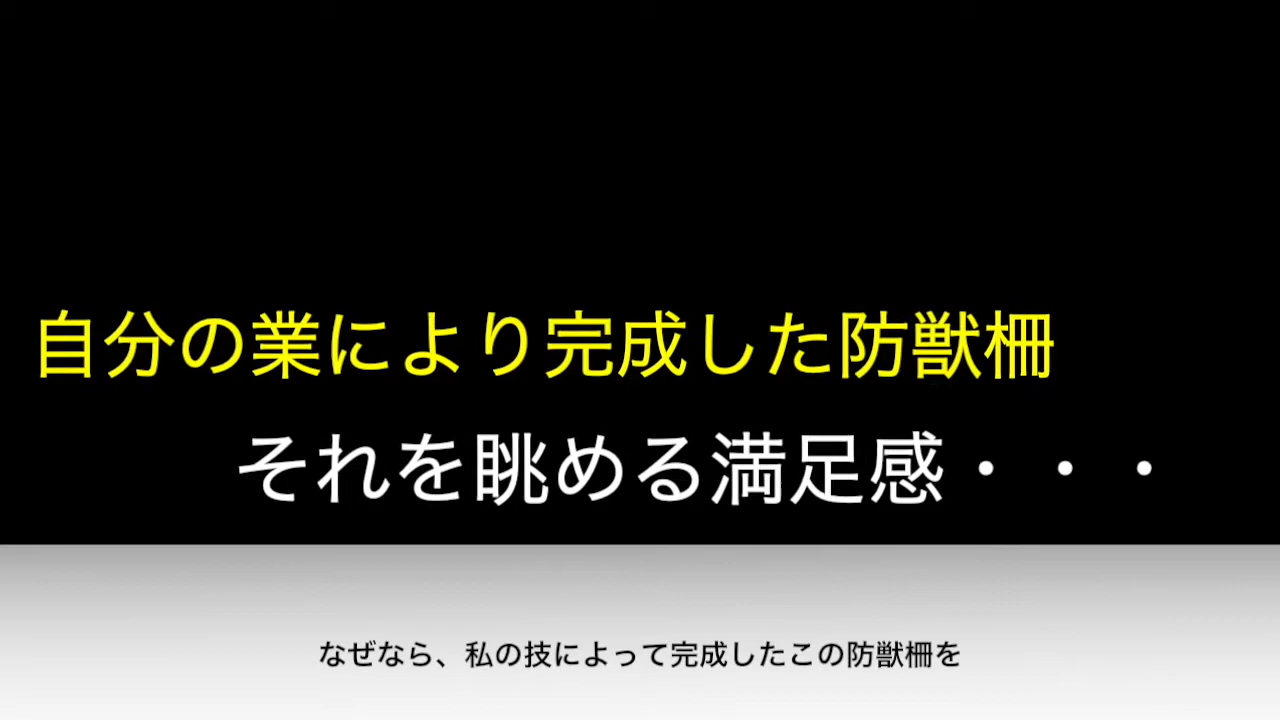 自分の業により完成した防獣柵
それを眺める満足感・・・
なぜなら、私の技によって完成したこの防獣柵を